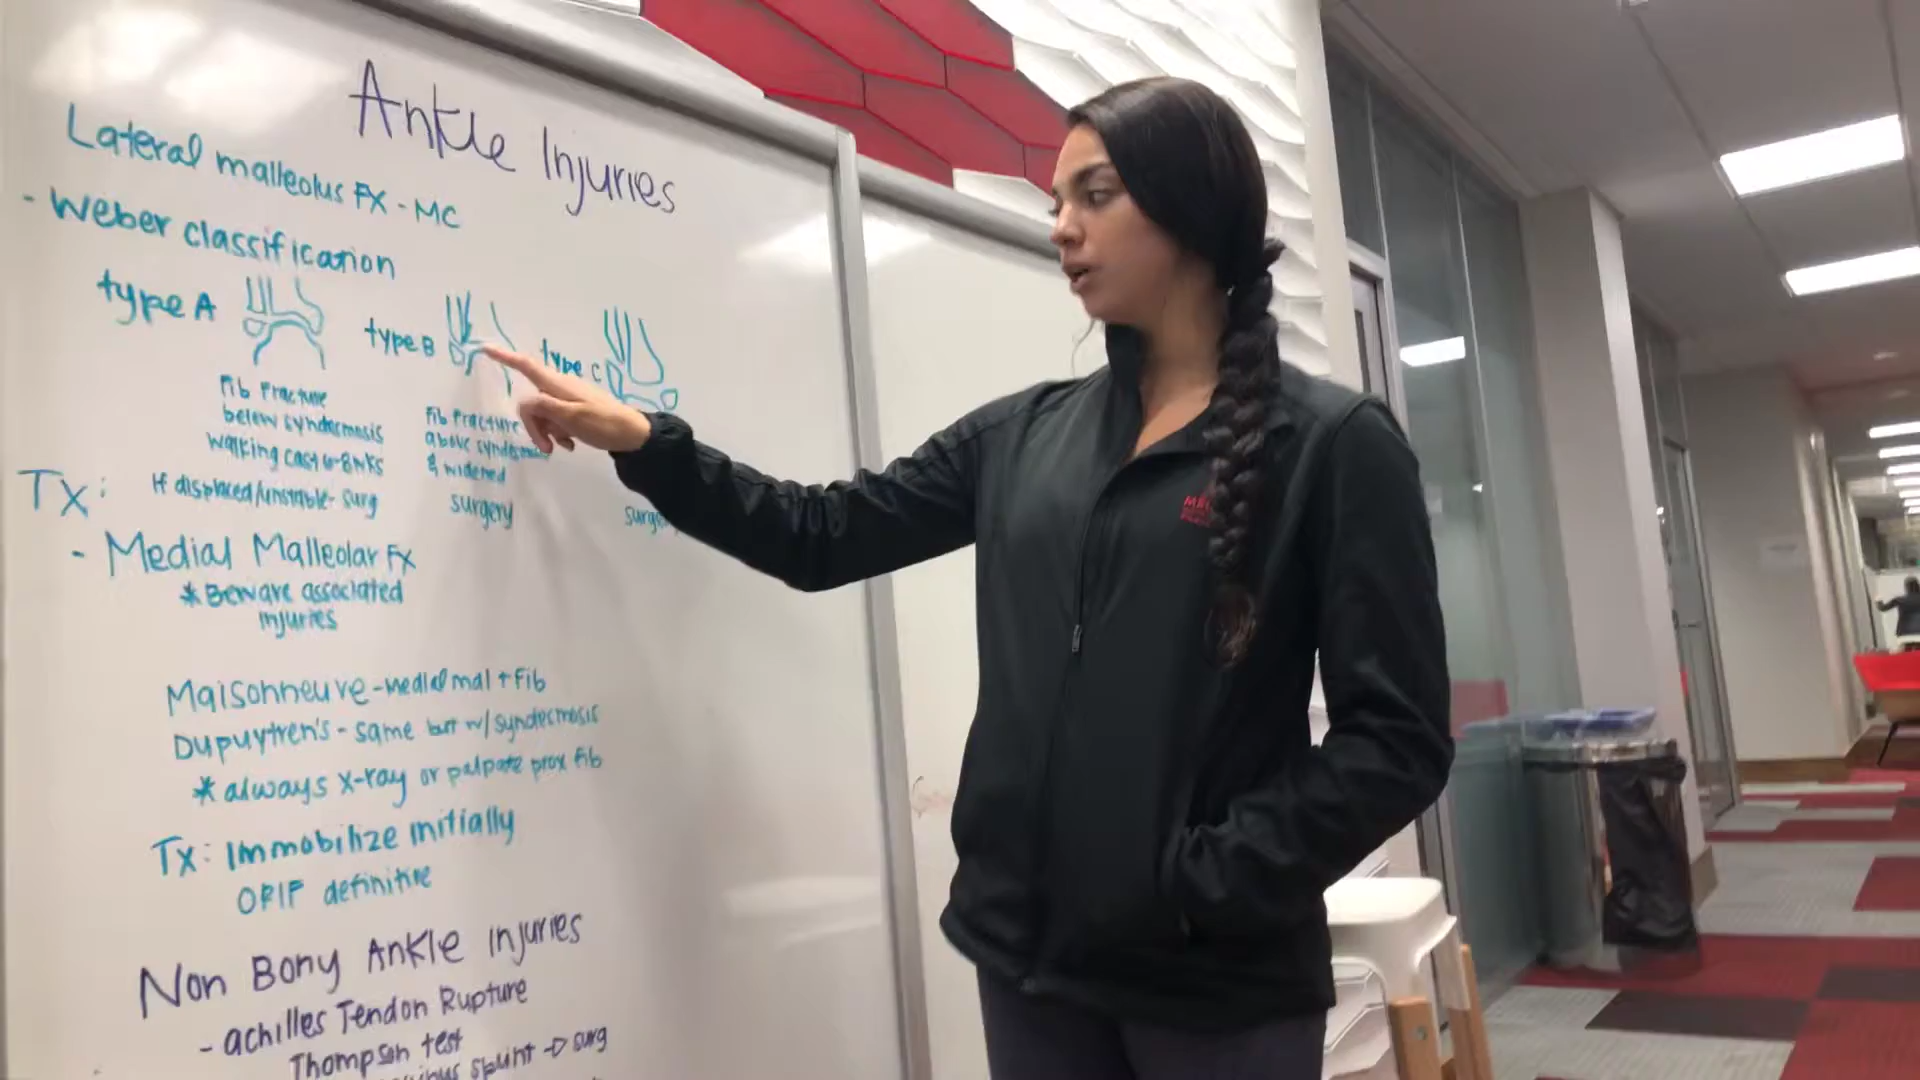 Ankle Injuries
Lateral malleolus FX - MC
- Weber classification
type A
type B
type C
Fib Fracture
below syndesmosis
walking cast 6-8wks
If displaced/unstable - surg
Fib Fracture
above
& widened
surgery
Tx:
- Medial Malleolar FX
* Beware associated
injuries
Maisonneuve - medial mal + fib
Dupuytren's - same but w/ syndesmosis
* always x-ray or palpate prox fib
Tx: Immobilize initially
ORIF definitive
Non Bony Ankle Injuries
- achilles Tendon Rupture
Thompson test
splint → surg